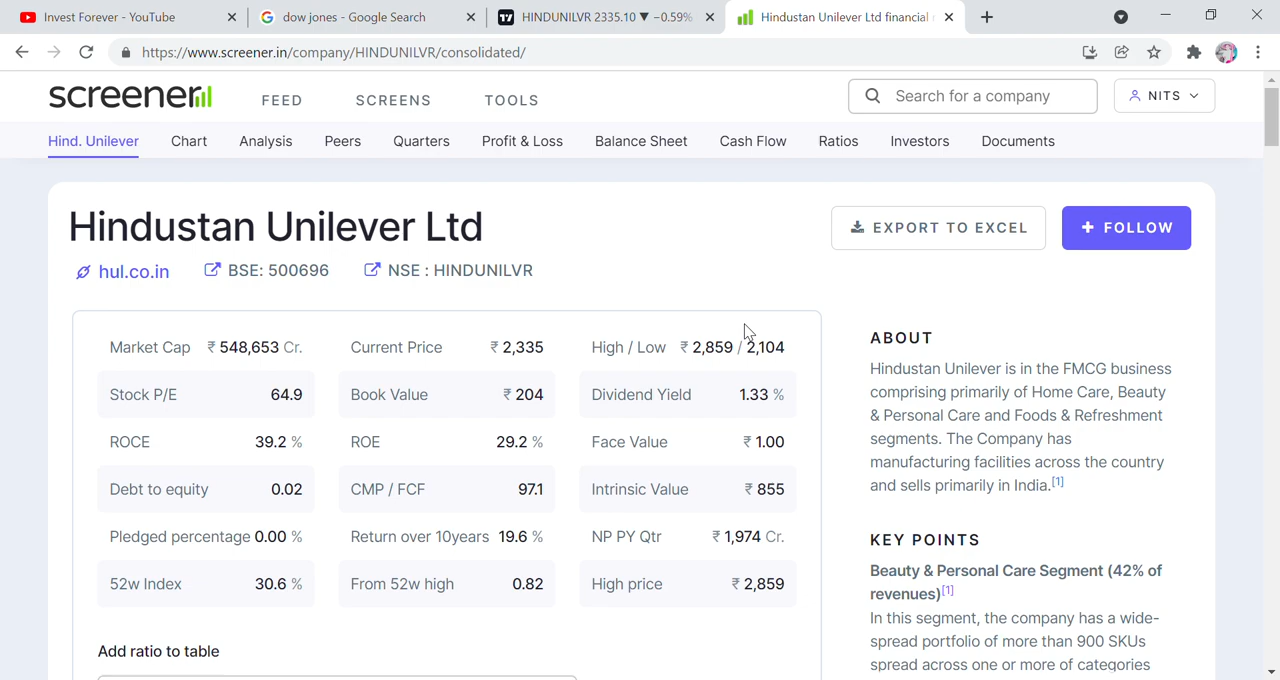 Invest Forever - YouTube
dow jones - Google Search
HINDUNILVR 2335.10 ▼ −0.59%
Hindustan Unilever Ltd financial
https://www.screener.in/company/HINDUNILVR/consolidated/
screener
FEED
SCREENS
TOOLS
Search for a company
NITS
Hind. Unilever
Chart
Analysis
Peers
Quarters
Profit & Loss
Balance Sheet
Cash Flow
Ratios
Investors
Documents
Hindustan Unilever Ltd
EXPORT TO EXCEL
+ FOLLOW
hul.co.in
BSE: 500696
NSE : HINDUNILVR
Market Cap ₹ 548,653 Cr.
Current Price ₹ 2,335
High / Low ₹ 2,859 / 2,104
Stock P/E 64.9
Book Value ₹ 204
Dividend Yield 1.33 %
ROCE 39.2 %
ROE 29.2 %
Face Value ₹ 1.00
Debt to equity 0.02
CMP / FCF 97.1
Intrinsic Value ₹ 855
Pledged percentage 0.00 %
Return over 10years 19.6 %
NP PY Qtr ₹ 1,974 Cr.
52w Index 30.6 %
From 52w high 0.82
High price ₹ 2,859
Add ratio to table
ABOUT
Hindustan Unilever is in the FMCG business
comprising primarily of Home Care, Beauty
& Personal Care and Foods & Refreshment
segments. The Company has
manufacturing facilities across the country
and sells primarily in India.[1]
KEY POINTS
Beauty & Personal Care Segment (42% of
revenues)[1]
In this segment, the company has a wide-
spread portfolio of more than 900 SKUs
spread across one or more of categories